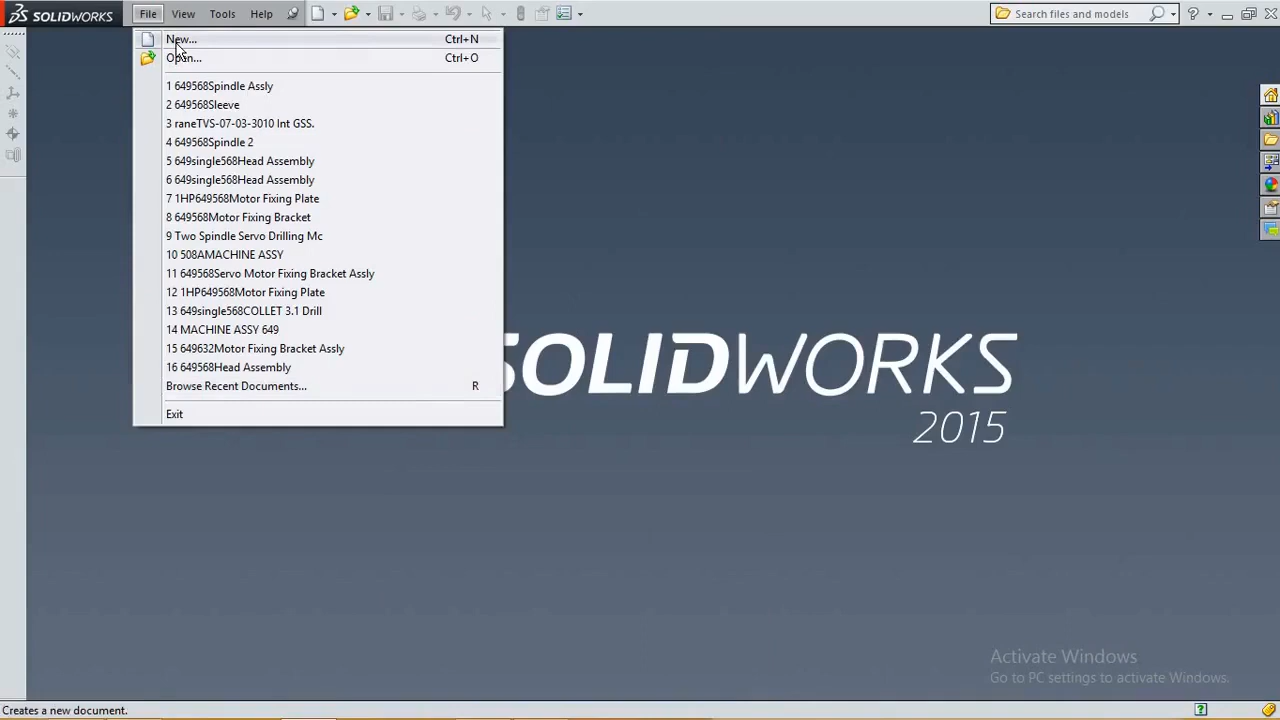 SOLIDWORKS File View Tools Help Search files and models ?
New... Ctrl+N
Open... Ctrl+O
1 649568Spindle Assly
2 649568Sleeve
3 raneTVS-07-03-3010 Int GSS.
4 649568Spindle 2
5 649single568Head Assembly
6 649single568Head Assembly
7 1HP649568Motor Fixing Plate
8 649568Motor Fixing Bracket
9 Two Spindle Servo Drilling Mc
10 508AMACHINE ASSY
11 649568Servo Motor Fixing Bracket Assly
12 1HP649568Motor Fixing Plate
13 649single568COLLET 3.1 Drill
14 MACHINE ASSY 649
15 649632Motor Fixing Bracket Assly
16 649568Head Assembly
Browse Recent Documents... R
Exit
SOLIDWORKS
2015
Activate Windows
Go to PC settings to activate Windows.
Creates a new document. ?